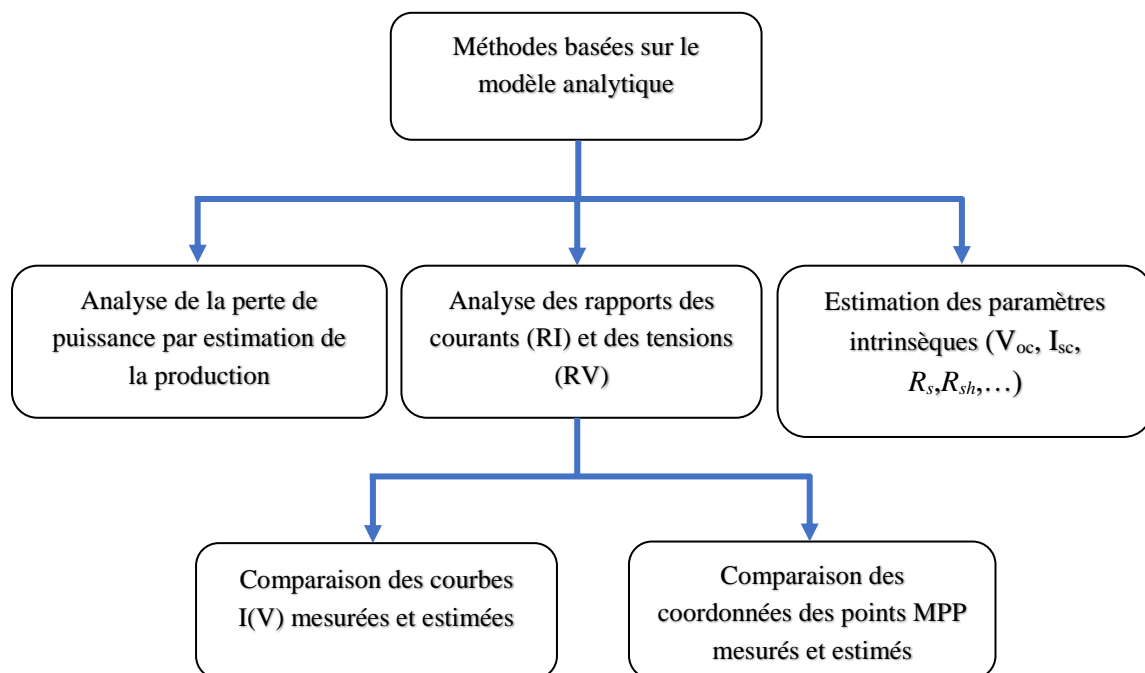 Méthodes basées sur le
modèle analytique
Analyse de la perte de
puissance par estimation de
la production
Analyse des rapports des
courants (RI) et des tensions
(RV)
Estimation des paramètres
intrinsèques (Voc, Isc,
Rs,Rsh,…)
Comparaison des courbes
I(V) mesurées et estimées
Comparaison des
coordonnées des points MPP
mesurés et estimés